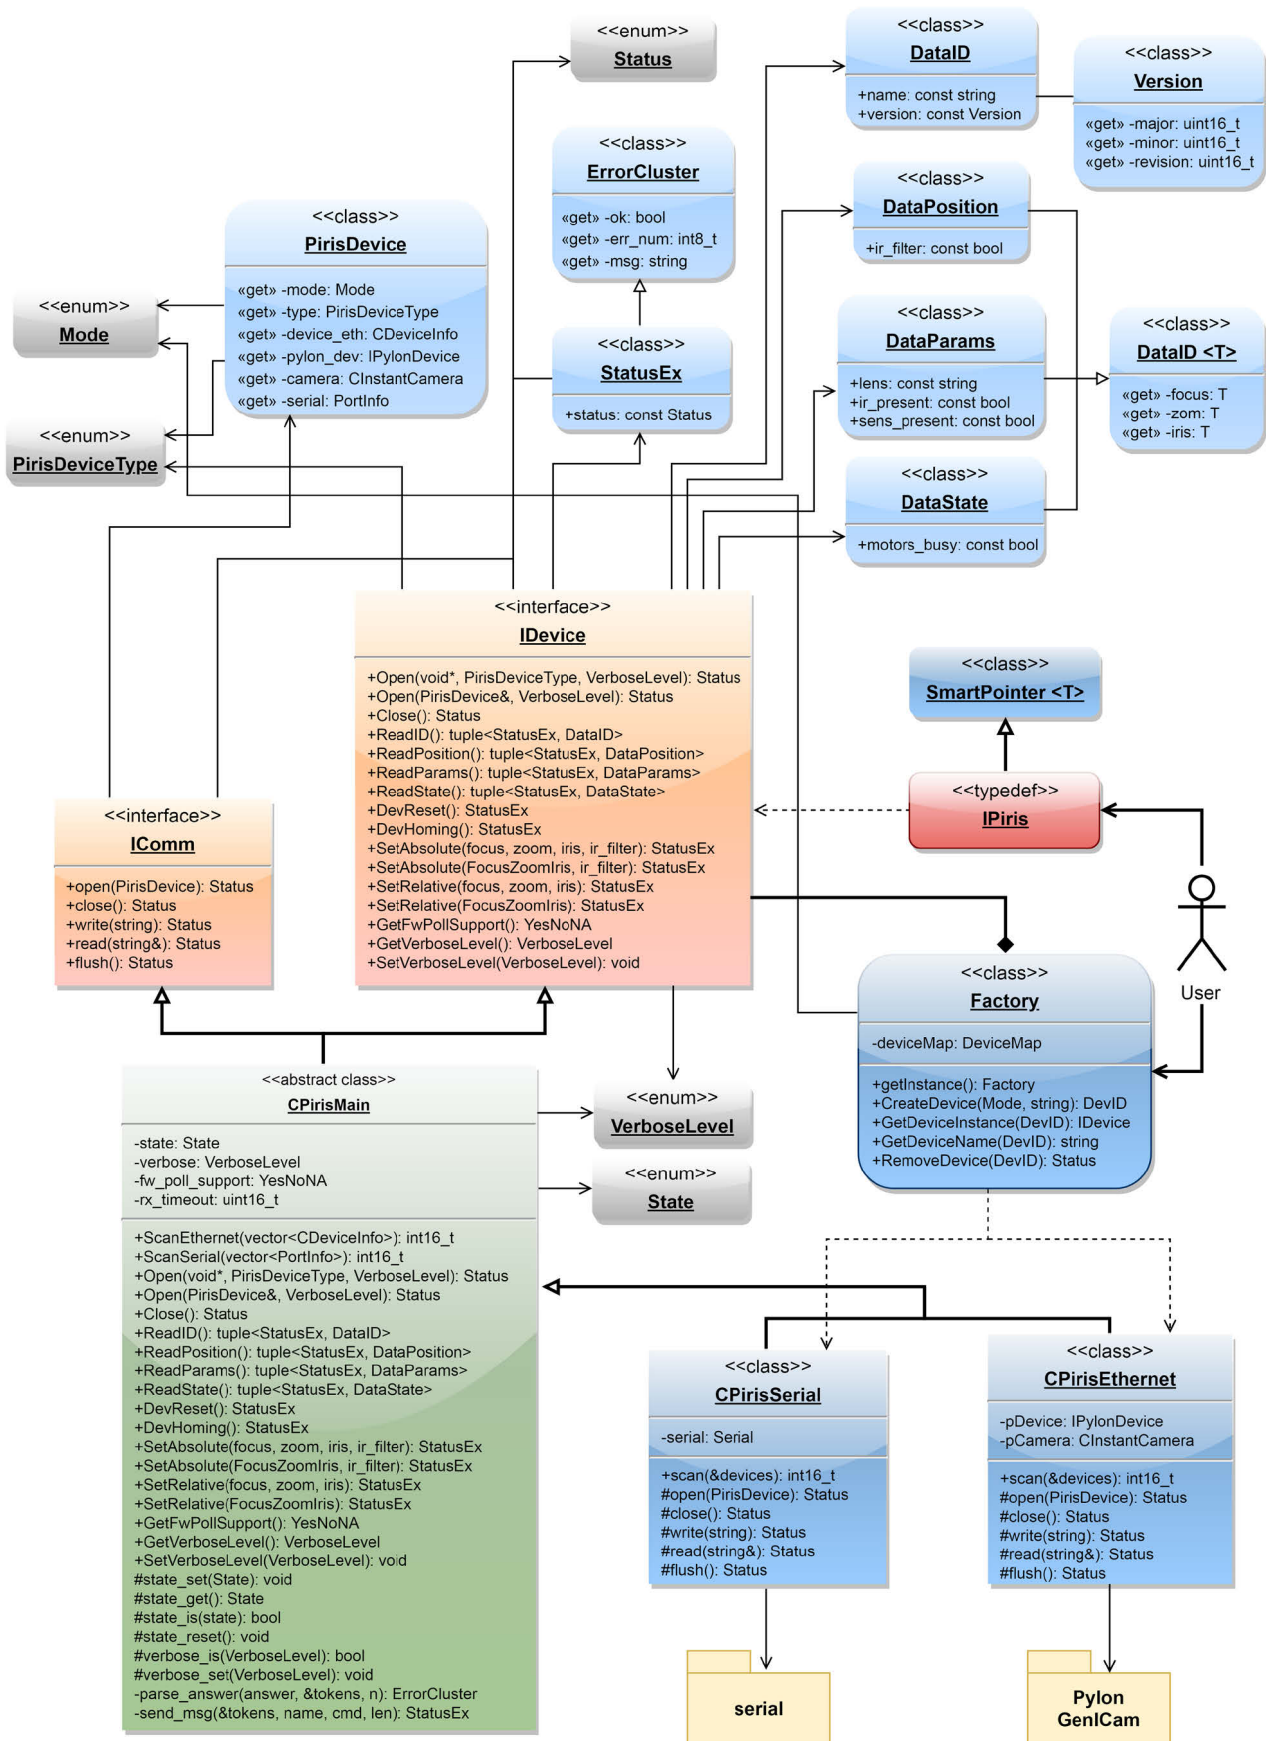 <<enum>>
Status
<<class>>
DataID
+name: const string
+version: const Version
<<class>>
Version
«get» -major: uint16_t
«get» -minor: uint16_t
«get» -revision: uint16_t
<<class>>
ErrorCluster
«get» -ok: bool
«get» -err_num: int8_t
«get» -msg: string
<<class>>
DataPosition
+ir_filter: const bool
<<class>>
PirisDevice
«get» -mode: Mode
«get» -type: PirisDeviceType
«get» -device_eth: CDeviceInfo
«get» -pylon_dev: IPylonDevice
«get» -camera: CInstantCamera
«get» -serial: PortInfo
<<enum>>
Mode
<<class>>
StatusEx
+status: const Status
<<class>>
DataParams
+lens: const string
+ir_present: const bool
+sens_present: const bool
<<class>>
DataID <T>
«get» -focus: T
«get» -zom: T
«get» -iris: T
<<enum>>
PirisDeviceType
<<class>>
DataState
+motors_busy: const bool
<<interface>>
IDevice
+Open(void*, PirisDeviceType, VerboseLevel): Status
+Open(PirisDevice&, VerboseLevel): Status
+Close(): Status
+ReadID(): tuple<StatusEx, DataID>
+ReadPosition(): tuple<StatusEx, DataPosition>
+ReadParams(): tuple<StatusEx, DataParams>
+ReadState(): tuple<StatusEx, DataState>
+DevReset(): StatusEx
+DevHoming(): StatusEx
+SetAbsolute(focus, zoom, iris, ir_filter): StatusEx
+SetAbsolute(FocusZoomIris, ir_filter): StatusEx
+SetRelative(focus, zoom, iris): StatusEx
+SetRelative(FocusZoomIris): StatusEx
+GetFwPollSupport(): YesNoNA
+GetVerboseLevel(): VerboseLevel
+SetVerboseLevel(VerboseLevel): void
<<class>>
SmartPointer <T>
<<typedef>>
IPiris
<<interface>>
IComm
+open(PirisDevice): Status
+close(): Status
+write(string): Status
+read(string&): Status
+flush(): Status
User
<<class>>
Factory
-deviceMap: DeviceMap
+getInstance(): Factory
+CreateDevice(Mode, string): DevID
+GetDeviceInstance(DevID): IDevice
+GetDeviceName(DevID): string
+RemoveDevice(DevID): Status
<<abstract class>>
CPirisMain
-state: State
-verbose: VerboseLevel
-fw_poll_support: YesNoNA
-rx_timeout: uint16_t
+ScanEthernet(vector<CDeviceInfo>): int16_t
+ScanSerial(vector<PortInfo>): int16_t
+Open(void*, PirisDeviceType, VerboseLevel): Status
+Open(PirisDevice&, VerboseLevel): Status
+Close(): Status
+ReadID(): tuple<StatusEx, DataID>
+ReadPosition(): tuple<StatusEx, DataPosition>
+ReadParams(): tuple<StatusEx, DataParams>
+ReadState(): tuple<StatusEx, DataState>
+DevReset(): StatusEx
+DevHoming(): StatusEx
+SetAbsolute(focus, zoom, iris, ir_filter): StatusEx
+SetAbsolute(FocusZoomIris, ir_filter): StatusEx
+SetRelative(focus, zoom, iris): StatusEx
+SetRelative(FocusZoomIris): StatusEx
+GetFwPollSupport(): YesNoNA
+GetVerboseLevel(): VerboseLevel
+SetVerboseLevel(VerboseLevel): void
#state_set(State): void
#state_get(): State
#state_is(state): bool
#state_reset(): void
#verbose_is(VerboseLevel): bool
#verbose_set(VerboseLevel): void
-parse_answer(answer, &tokens, n): ErrorCluster
-send_msg(&tokens, name, cmd, len): StatusEx
<<enum>>
VerboseLevel
<<enum>>
State
<<class>>
CPirisSerial
-serial: Serial
+scan(&devices): int16_t
#open(PirisDevice): Status
#close(): Status
#write(string): Status
#read(string&): Status
#flush(): Status
<<class>>
CPirisEthernet
-pDevice: IPylonDevice
-pCamera: CInstantCamera
+scan(&devices): int16_t
#open(PirisDevice): Status
#close(): Status
#write(string): Status
#read(string&): Status
#flush(): Status
serial
Pylon
GenICam